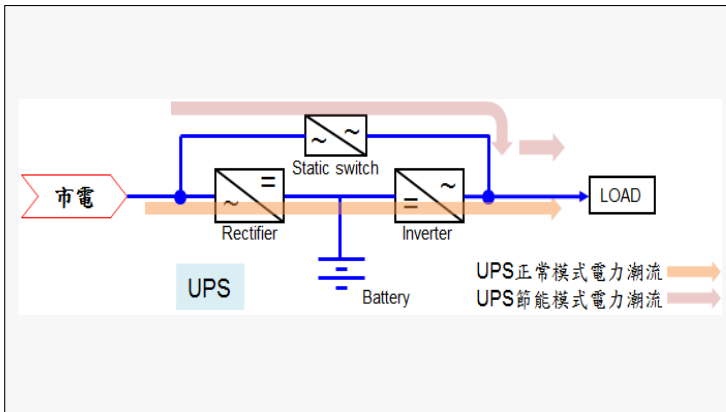 Static switch
市電
LOAD
Rectifier
Inverter
UPS
Battery
UPS正常模式電力潮流
UPS節能模式電力潮流